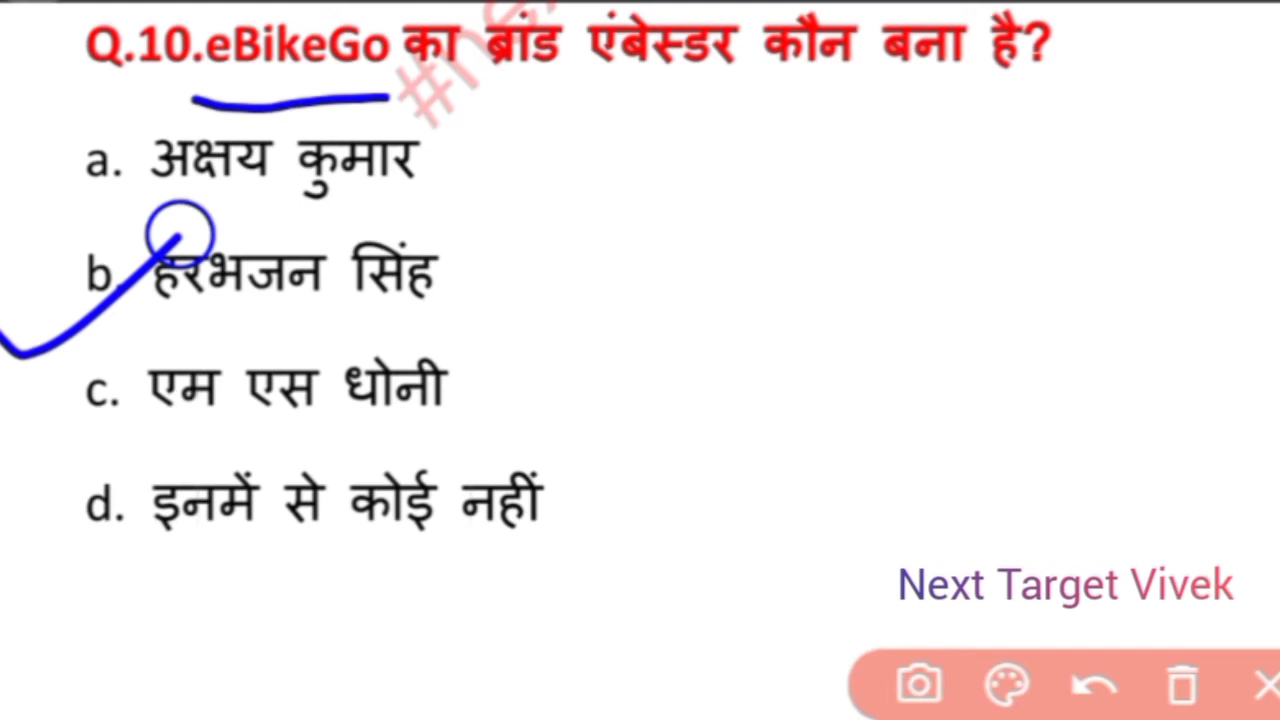 Q.10.eBikeGo का ब्रांड एंबेस्डर कौन बना है?
a. अक्षय कुमार
b. हरभजन सिंह
c. एम एस धोनी
d. इनमें से कोई नहीं
Next Target Vivek